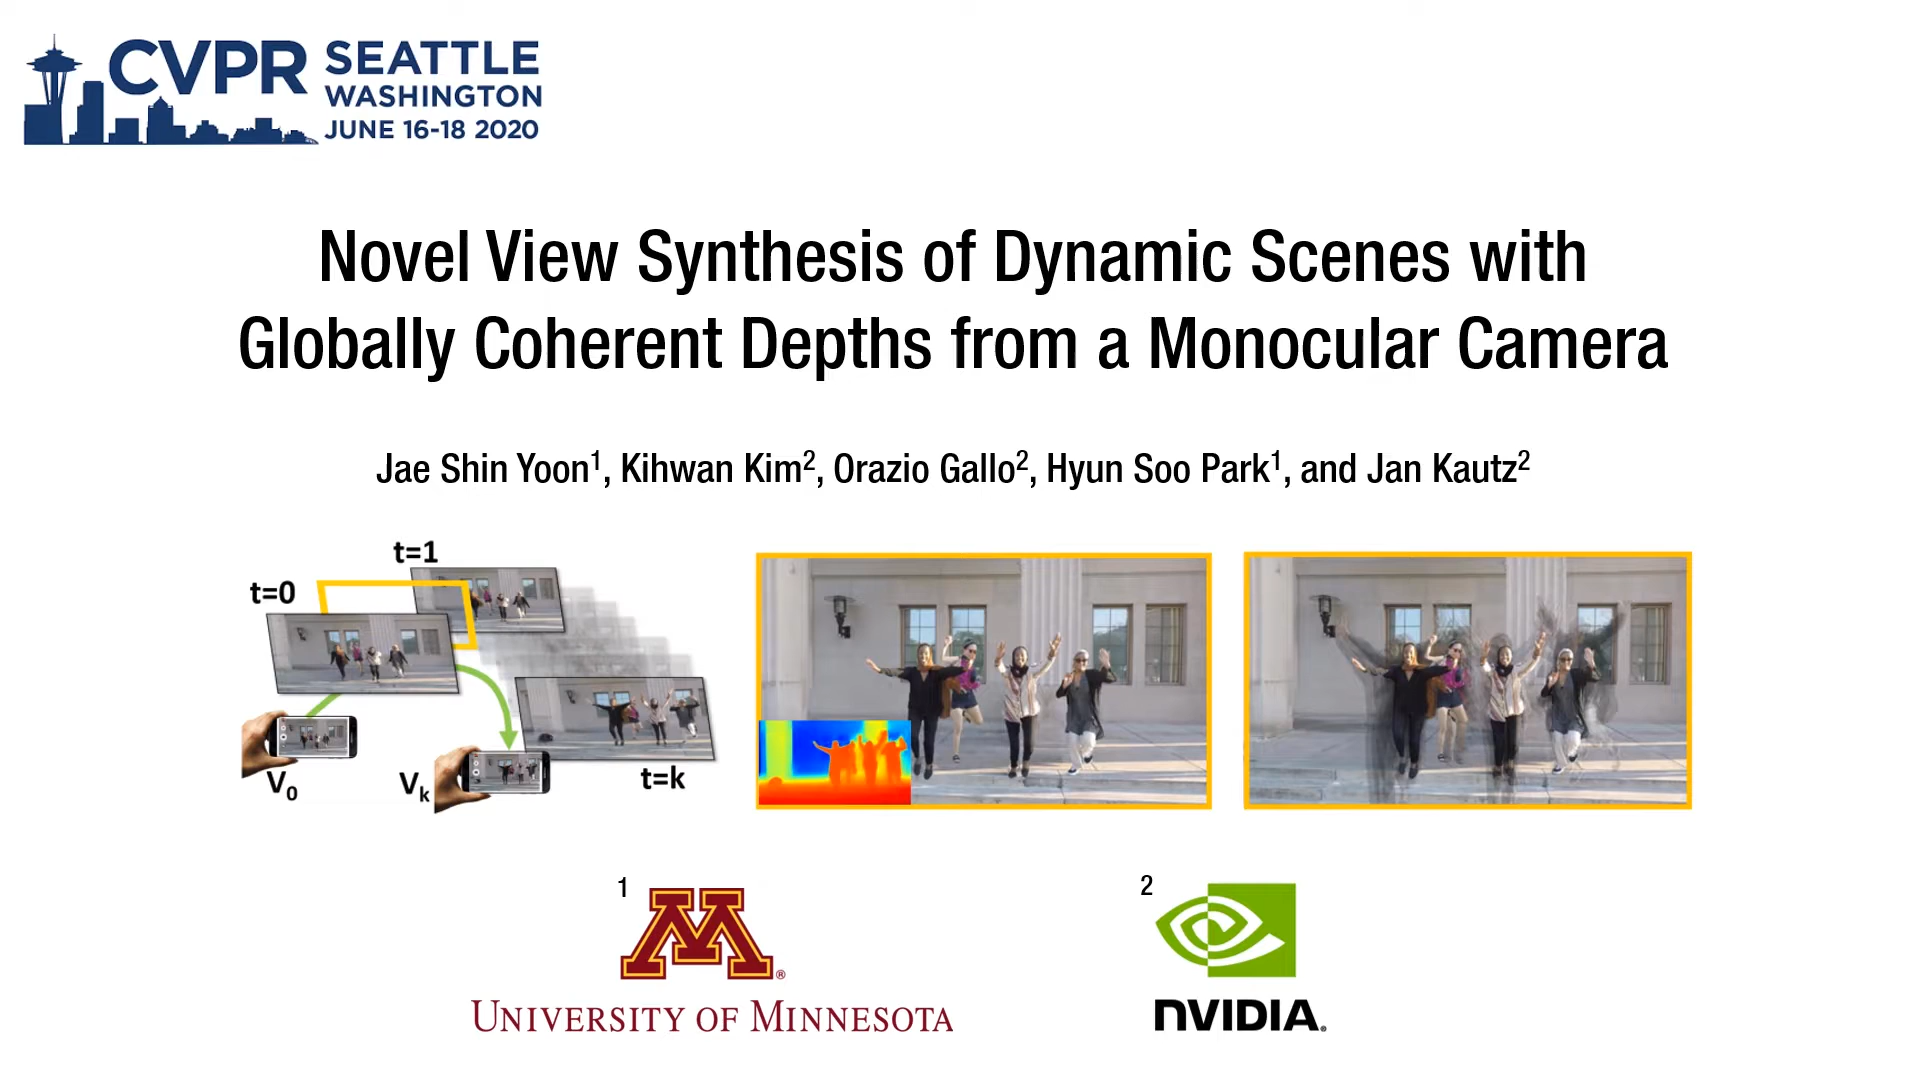 CVPR SEATTLE
WASHINGTON
JUNE 16-18 2020
Novel View Synthesis of Dynamic Scenes with
Globally Coherent Depths from a Monocular Camera
Jae Shin Yoon1, Kihwan Kim2, Orazio Gallo2, Hyun Soo Park1, and Jan Kautz2
t=0
t=1
V0
Vk
t=k
1
M®
UNIVERSITY OF MINNESOTA
2
NVIDIA.